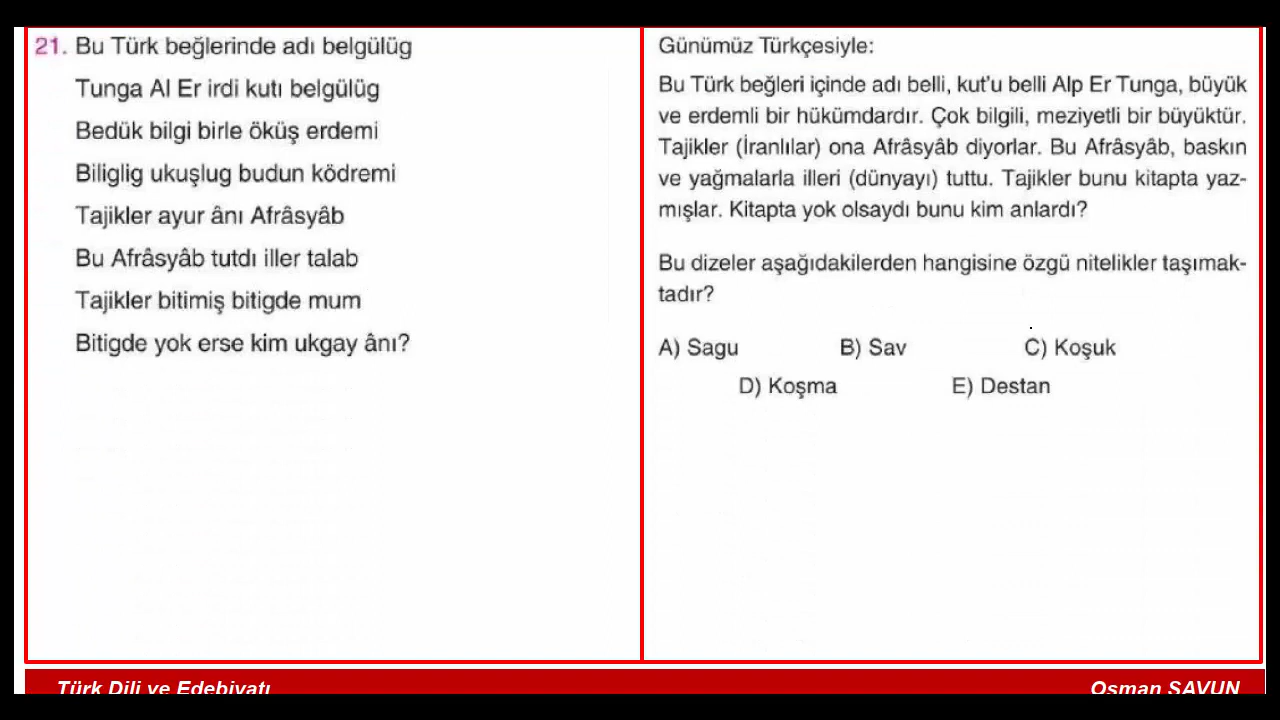 21. Bu Türk beğlerinde adı belgülüg
Tunga Al Er irdi kutı belgülüg
Bedük bilgi birle öküş erdemi
Biliglig ukuşlug budun ködremi
Tajikler ayur ânı Afrâsyâb
Bu Afrâsyâb tutdı iller talab
Tajikler bitimiş bitigde mum
Bitigde yok erse kim ukgay ânı?
Günümüz Türkçesiyle:
Bu Türk beğleri içinde adı belli, kut'u belli Alp Er Tunga, büyük
ve erdemli bir hükümdardır. Çok bilgili, meziyetli bir büyüktür.
Tajikler (İranlılar) ona Afrâsyâb diyorlar. Bu Afrâsyâb, baskın
ve yağmalarla illeri (dünyayı) tuttu. Tajikler bunu kitapta yaz-
mışlar. Kitapta yok olsaydı bunu kim anlardı?
Bu dizeler aşağıdakilerden hangisine özgü nitelikler taşımak-
tadır?
A) Sagu B) Sav C) Koşuk
D) Koşma E) Destan
Türk Dili ve Edebiyatı Osman SAVUN